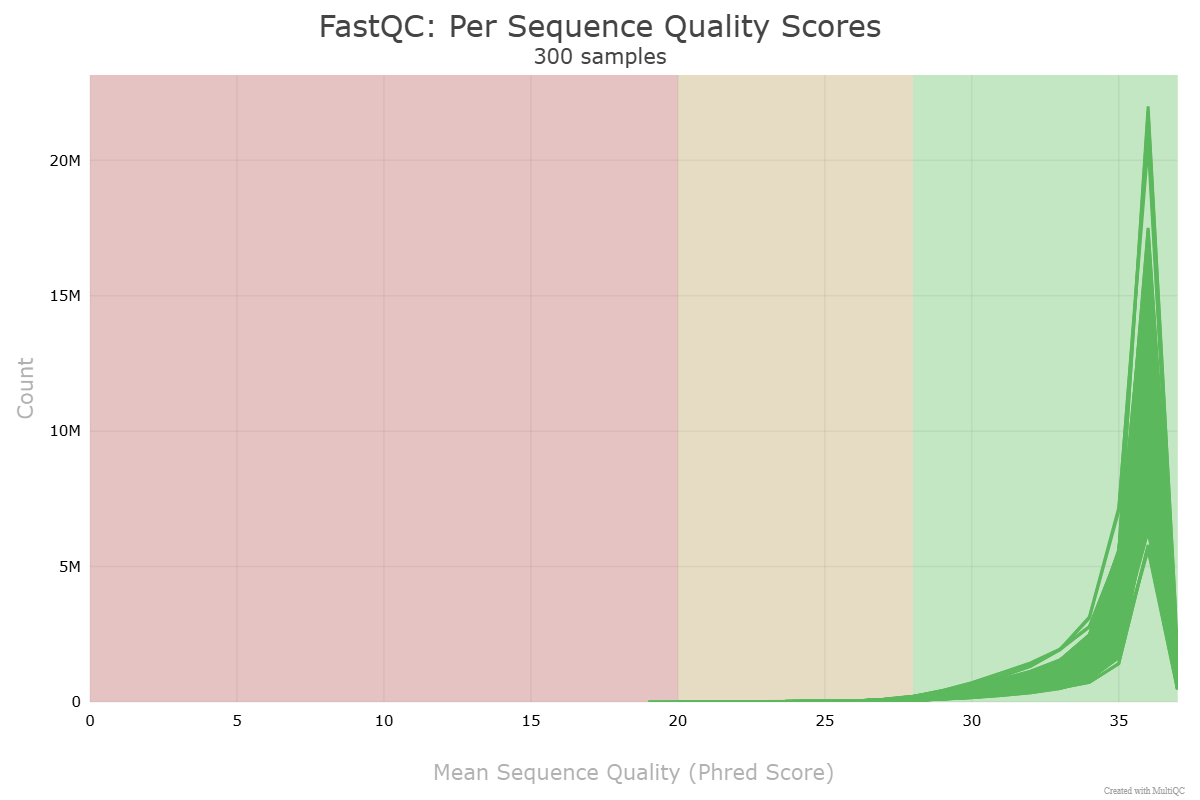 FastQC: Per Sequence Quality Scores
300 samples
20M
15M
10M
5M
0
Count
0 5 10 15 20 25 30 35
Mean Sequence Quality (Phred Score)
Created with MultiQC